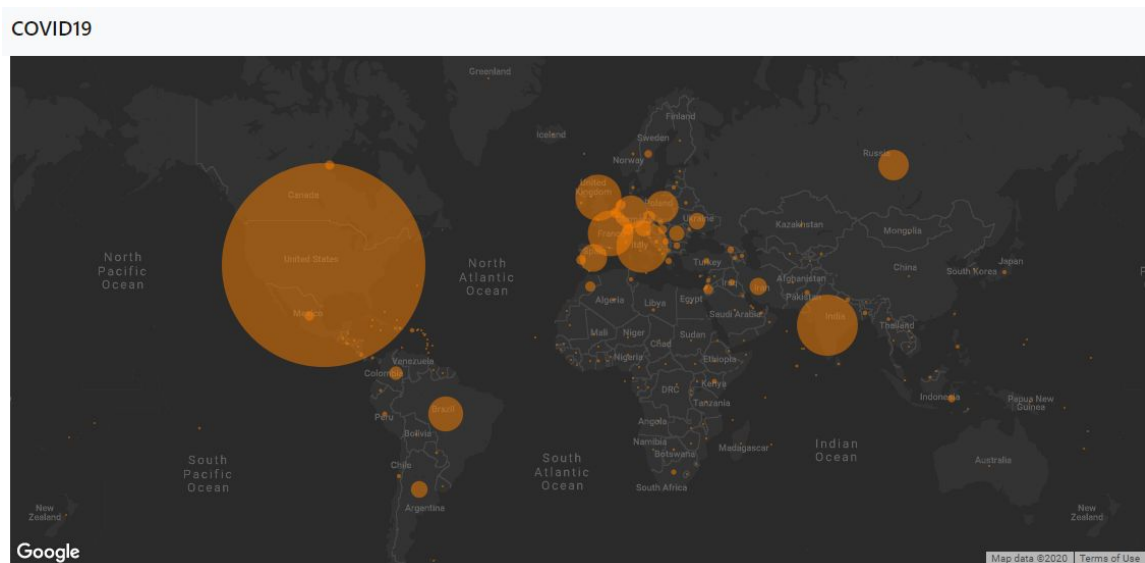 COVID19
Greenland
Iceland
Finland
Sweden
Norway
Russia
Canada
United
Kingdom
Poland
Ukraine
France
Italy
Kazakhstan
Mongolia
North
Pacific
Ocean
United States
North
Atlantic
Ocean
Turkey
Iraq
Iran
Afghanistan
Pakistan
China
South Korea
Japan
Mexico
Algeria
Libya
Egypt
Saudi Arabia
India
Thailand
Mali
Niger
Chad
Sudan
Nigeria
Ethiopia
Venezuela
Colombia
DRC
Kenya
Tanzania
Indonesia
Papua New
Guinea
Peru
Brazil
Bolivia
Angola
Namibia
Botswana
Madagascar
Indian
Ocean
Australia
South
Pacific
Ocean
South
Atlantic
Ocean
Chile
Argentina
South Africa
New
Zealand
New
Zealand
Google
Map data ©2020
Terms of Use